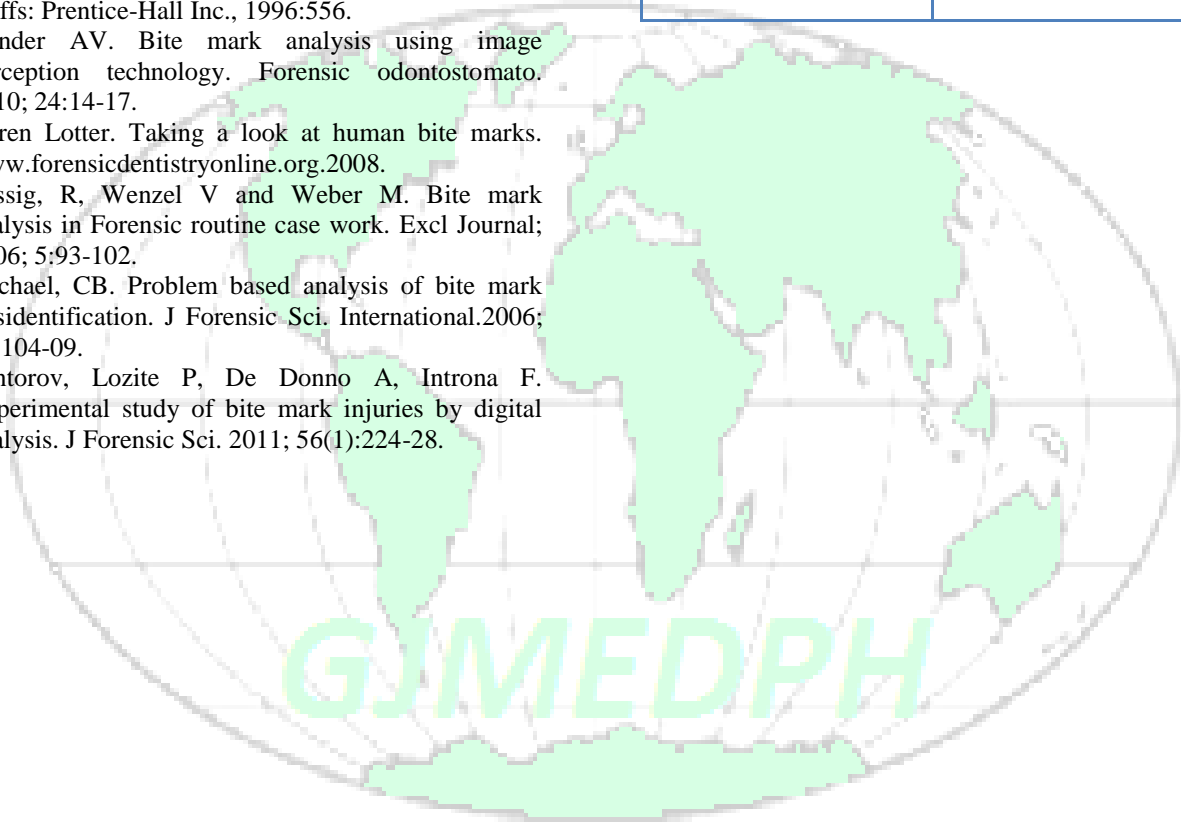 ffs: Prentice-Hall Inc., 1996:556.
nder AV. Bite mark analysis using image
rception technology. Forensic odontostomato.
10; 24:14-17.
ren Lotter. Taking a look at human bite marks.
ww.forensicdentistryonline.org.2008.
ssig, R, Wenzel V and Weber M. Bite mark
alysis in Forensic routine case work. Excl Journal;
06; 5:93-102.
chael, CB. Problem based analysis of bite mark
sidentification. J Forensic Sci. International.2006;
104-09.
ntorov, Lozite P, De Donno A, Introna F.
perimental study of bite mark injuries by digital
alysis. J Forensic Sci. 2011; 56(1):224-28.
GJMEDPH